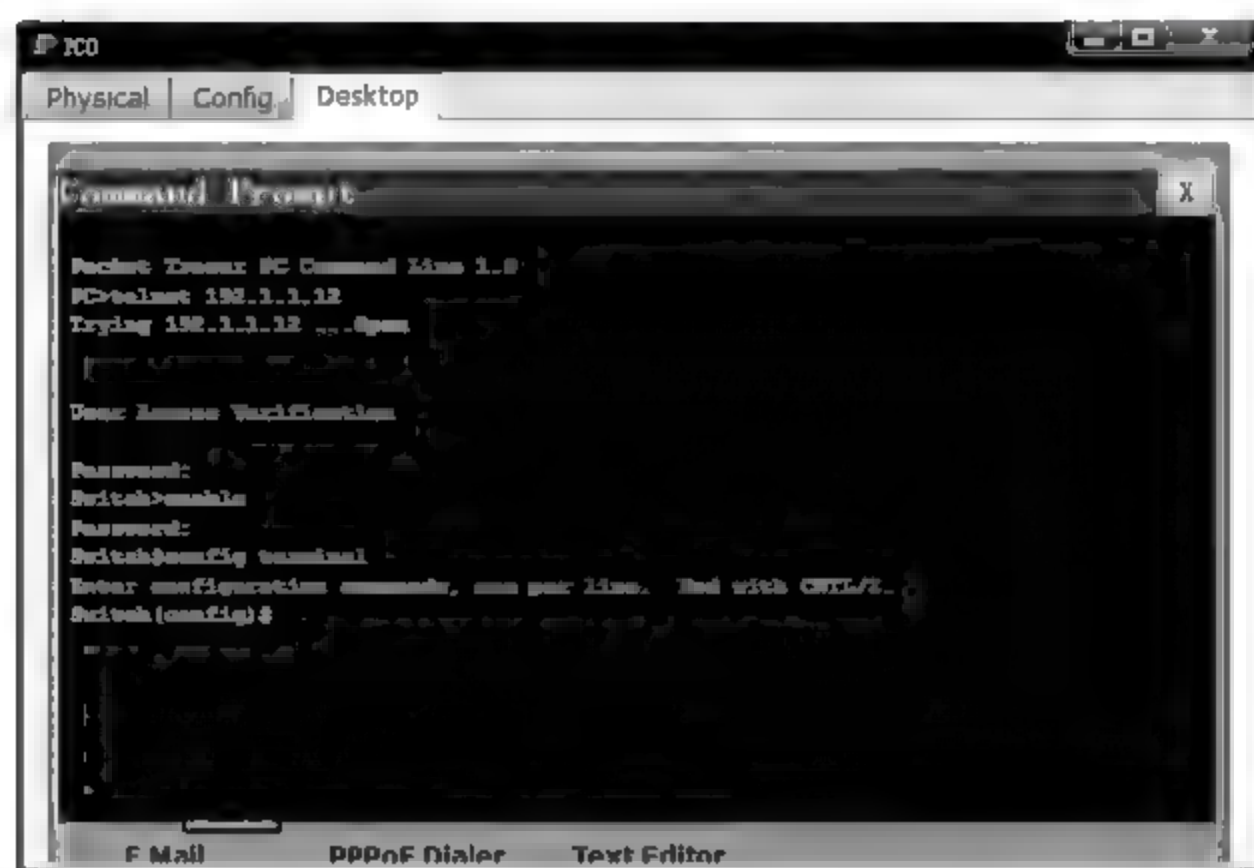 PC0
X
Physical Config Desktop
Command Prompt
X
Packet Tracer PC Command Line 1.0
PC>telnet 192.1.1.12
Trying 192.1.1.12 ...Open
User Access Verification
Password:
Switch>enable
Password:
Switch#config terminal
Enter configuration commands, one per line. End with CNTL/Z.
Switch(config)#
E Mail PPPoE Dialer Text Editor